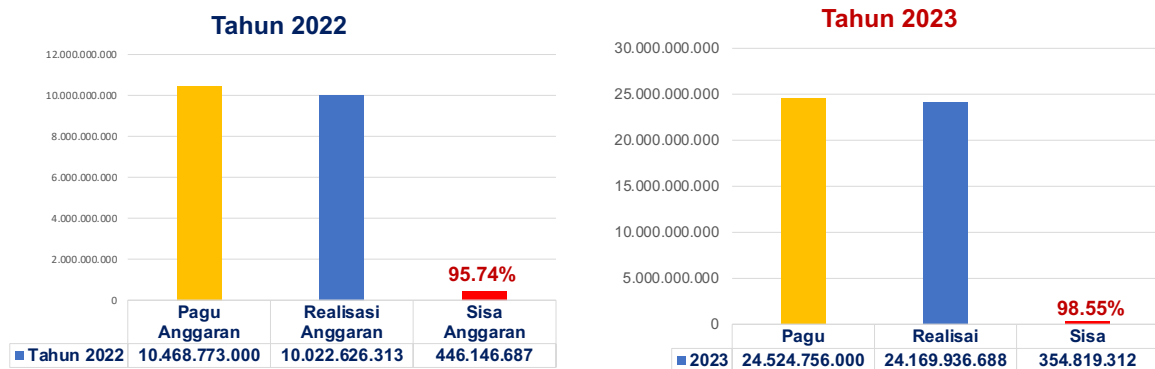 Tahun 2022
12.000.000.000
10.000.000.000
8.000.000.000
6.000.000.000
4.000.000.000
2.000.000.000
0
95.74%
Pagu Anggaran
Realisasi Anggaran
Sisa Anggaran
Tahun 2022 10.468.773.000 10.022.626.313 446.146.687
Tahun 2023
30.000.000.000
25.000.000.000
20.000.000.000
15.000.000.000
10.000.000.000
5.000.000.000
0
98.55%
Pagu Realisai Sisa
2023 24.524.756.000 24.169.936.688 354.819.312